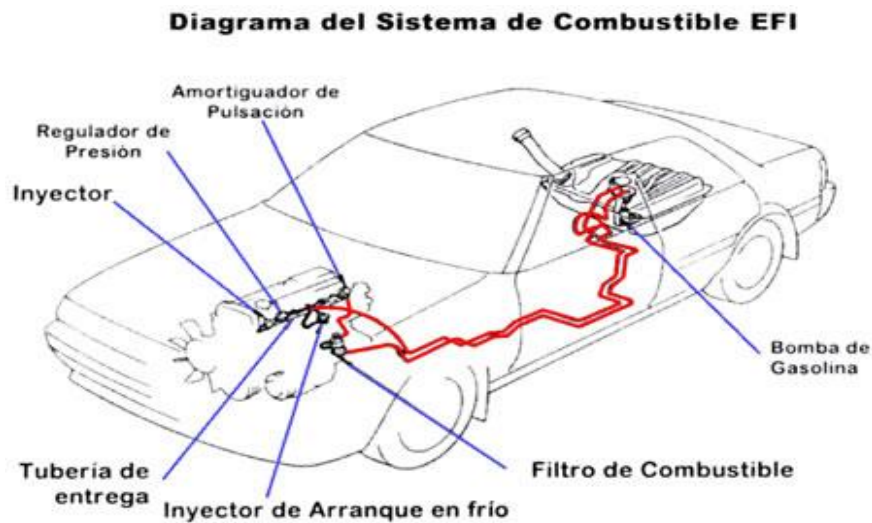 Diagrama del Sistema de Combustible EFI
Amortiguador de
Pulsación
Regulador de
Presión
Inyector
Bomba de
Gasolina
Filtro de Combustible
Tubería de
entrega
Inyector de Arranque en frío